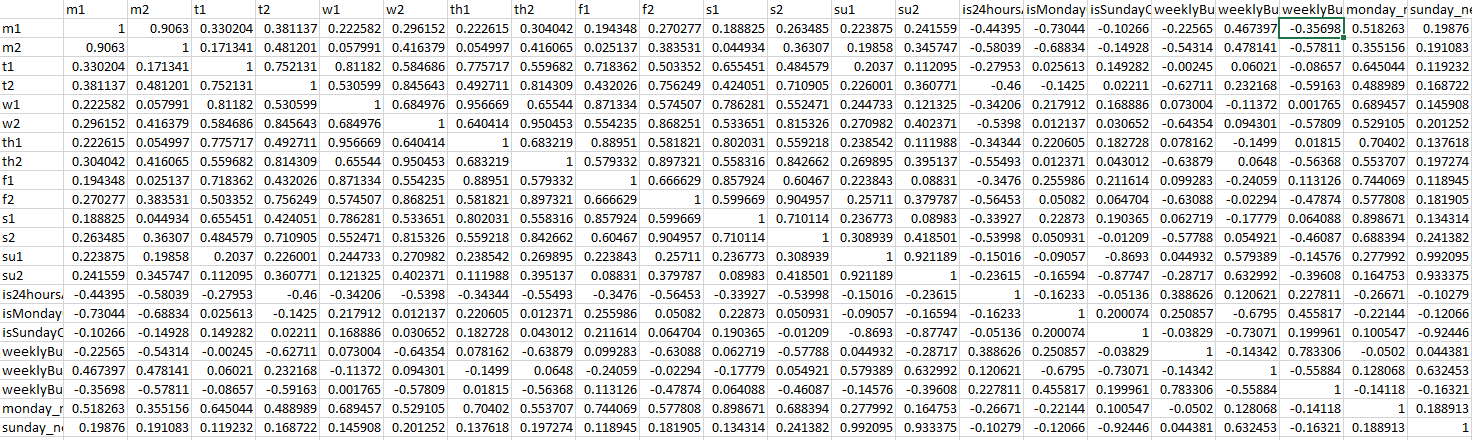 m1 m2 t1 t2 w1 w2 th1 th2 f1 f2 s1 s2 su1 su2 is24hours/ isMonday isSundayC weeklyBu weeklyBu weeklyBu monday_n sunday_ne
m1 1 0.9063 0.330204 0.381137 0.222582 0.296152 0.222615 0.304042 0.194348 0.270277 0.188825 0.263485 0.223875 0.241559 -0.44395 -0.73044 -0.10266 -0.22565 0.467397 -0.35698 0.518263 0.19876
m2 0.9063 1 0.171341 0.481201 0.057991 0.416379 0.054997 0.416065 0.025137 0.383531 0.044934 0.36307 0.19858 0.345747 -0.58039 -0.68834 -0.14928 -0.54314 0.478141 -0.57811 0.355156 0.191083
t1 0.330204 0.171341 1 0.752131 0.81182 0.584686 0.775717 0.559682 0.718362 0.503352 0.655451 0.484579 0.2037 0.112095 -0.27953 0.025613 0.149282 -0.00245 0.06021 -0.08657 0.645044 0.119232
t2 0.381137 0.481201 0.752131 1 0.530599 0.845643 0.492711 0.814309 0.432026 0.756249 0.424051 0.710905 0.226001 0.360771 -0.46 -0.1425 0.02211 -0.62711 0.232168 -0.59163 0.488989 0.168722
w1 0.222582 0.057991 0.81182 0.530599 1 0.684976 0.956669 0.65544 0.871334 0.574507 0.786281 0.552471 0.244733 0.121325 -0.34206 0.217912 0.168886 0.073004 -0.11372 0.001765 0.689457 0.145908
w2 0.296152 0.416379 0.584686 0.845643 0.684976 1 0.640414 0.950453 0.554235 0.868251 0.533651 0.815326 0.270982 0.402371 -0.5398 0.012137 0.030652 -0.64354 0.094301 -0.57809 0.529105 0.201252
th1 0.222615 0.054997 0.775717 0.492711 0.956669 0.640414 1 0.683219 0.88951 0.581821 0.802031 0.559218 0.238542 0.111988 -0.34344 0.220605 0.182728 0.078162 -0.1499 0.01815 0.70402 0.137618
th2 0.304042 0.416065 0.559682 0.814309 0.65544 0.950453 0.683219 1 0.579332 0.897321 0.558316 0.842662 0.269895 0.395137 -0.55493 0.012371 0.043012 -0.63879 0.0648 -0.56368 0.553707 0.197274
f1 0.194348 0.025137 0.718362 0.432026 0.871334 0.554235 0.88951 0.579332 1 0.666629 0.857924 0.60467 0.223843 0.08831 -0.3476 0.255986 0.211614 0.099283 -0.24059 0.113126 0.744069 0.118945
f2 0.270277 0.383531 0.503352 0.756249 0.574507 0.868251 0.581821 0.897321 0.666629 1 0.599669 0.904957 0.25711 0.379787 -0.56453 0.05082 0.064704 -0.63088 -0.02294 -0.47874 0.577808 0.181905
s1 0.188825 0.044934 0.655451 0.424051 0.786281 0.533651 0.802031 0.558316 0.857924 0.599669 1 0.710114 0.236773 0.08983 -0.33927 0.22873 0.190365 0.062719 -0.17779 0.064088 0.898671 0.134314
s2 0.263485 0.36307 0.484579 0.710905 0.552471 0.815326 0.559218 0.842662 0.60467 0.904957 0.710114 1 0.308939 0.418501 -0.53998 0.050931 -0.01209 -0.57788 0.054921 -0.46087 0.688394 0.241382
su1 0.223875 0.19858 0.2037 0.226001 0.244733 0.270982 0.238542 0.269895 0.223843 0.25711 0.236773 0.308939 1 0.921189 -0.15016 -0.09057 -0.8693 0.044932 0.579389 -0.14576 0.277992 0.992095
su2 0.241559 0.345747 0.112095 0.360771 0.121325 0.402371 0.111988 0.395137 0.08831 0.379787 0.08983 0.418501 0.921189 1 -0.23615 -0.16594 -0.87747 -0.28717 0.632992 -0.39608 0.164753 0.933375
is24hours/ -0.44395 -0.58039 -0.27953 -0.46 -0.34206 -0.5398 -0.34344 -0.55493 -0.3476 -0.56453 -0.33927 -0.53998 -0.15016 -0.23615 1 -0.16233 -0.05136 0.388626 0.120621 0.227811 -0.26671 -0.10279
isMonday -0.73044 -0.68834 0.025613 -0.1425 0.217912 0.012137 0.220605 0.012371 0.255986 0.05082 0.22873 0.050931 -0.09057 -0.16594 -0.16233 1 0.200074 0.250857 -0.6795 0.455817 -0.22144 -0.12066
isSundayC -0.10266 -0.14928 0.149282 0.02211 0.168886 0.030652 0.182728 0.043012 0.211614 0.064704 0.190365 -0.01209 -0.8693 -0.87747 -0.05136 0.200074 1 -0.03829 -0.73071 0.199961 0.100547 -0.92446
weeklyBu -0.22565 -0.54314 -0.00245 -0.62711 0.073004 -0.64354 0.078162 -0.63879 0.099283 -0.63088 0.062719 -0.57788 0.044932 -0.28717 0.388626 0.250857 -0.03829 1 -0.14342 0.783306 -0.0502 0.044381
weeklyBu 0.467397 0.478141 0.06021 0.232168 -0.11372 0.094301 -0.1499 0.0648 -0.24059 -0.02294 -0.17779 0.054921 0.579389 0.632992 0.120621 -0.6795 -0.73071 -0.14342 1 -0.55884 0.128068 0.632453
weeklyBu -0.35698 -0.57811 -0.08657 -0.59163 0.001765 -0.57809 0.01815 -0.56368 0.113126 -0.47874 0.064088 -0.46087 -0.14576 -0.39608 0.227811 0.455817 0.199961 0.783306 -0.55884 1 -0.14118 -0.16321
monday_r 0.518263 0.355156 0.645044 0.488989 0.689457 0.529105 0.70402 0.553707 0.744069 0.577808 0.898671 0.688394 0.277992 0.164753 -0.26671 -0.22144 0.100547 -0.0502 0.128068 -0.14118 1 0.188913
sunday_ne 0.19876 0.191083 0.119232 0.168722 0.145908 0.201252 0.137618 0.197274 0.118945 0.181905 0.134314 0.241382 0.992095 0.933375 -0.10279 -0.12066 -0.92446 0.044381 0.632453 -0.16321 0.188913 1